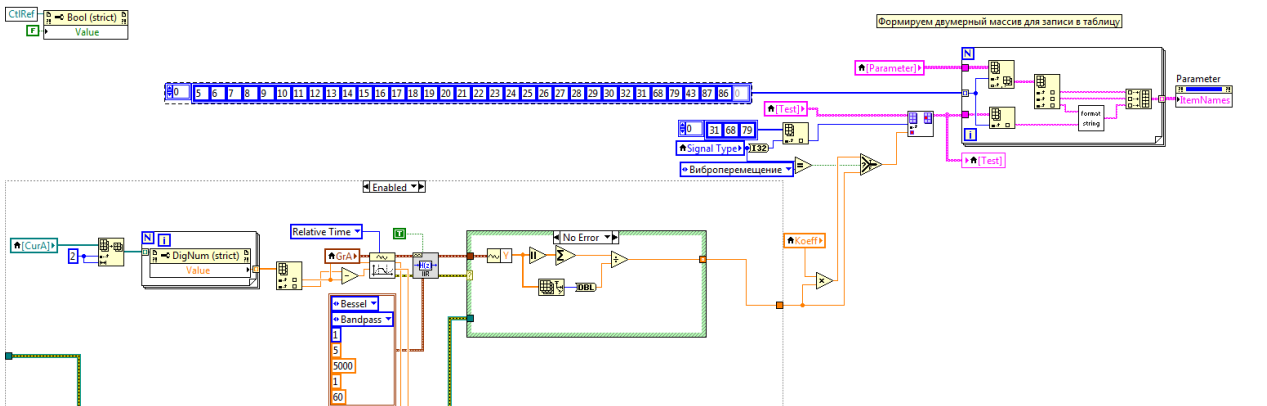 CtlRef
Bool (strict)
F
Value
Формируем двумерный массив для записи в таблицу
N
[Parameter]
Parameter
ItemNames
0 5 6 7 8 9 10 11 12 13 14 15 16 17 18 19 20 21 22 23 24 25 26 27 28 29 30 31 68 79 43 87 86 0
[Test]
format
string
0 31 68 79
Signal Type
I32
i
[Test]
Виброперемещение
=
Enabled
[CurA]
2
N
i
DigNum (strict)
Value
Relative Time
T
GrA
H(z)
IIR
No Error
Y
Σ
DBL
Koeff
Bessel
Bandpass
1
5
5000
1
60